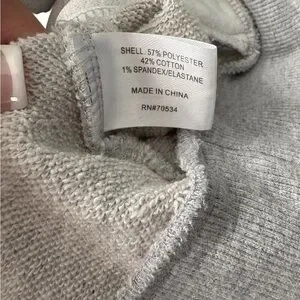 SHELL: 57% POLYESTER
42% COTTON
1% SPANDEX/ELASTANE
MADE IN CHINA
RN#70534